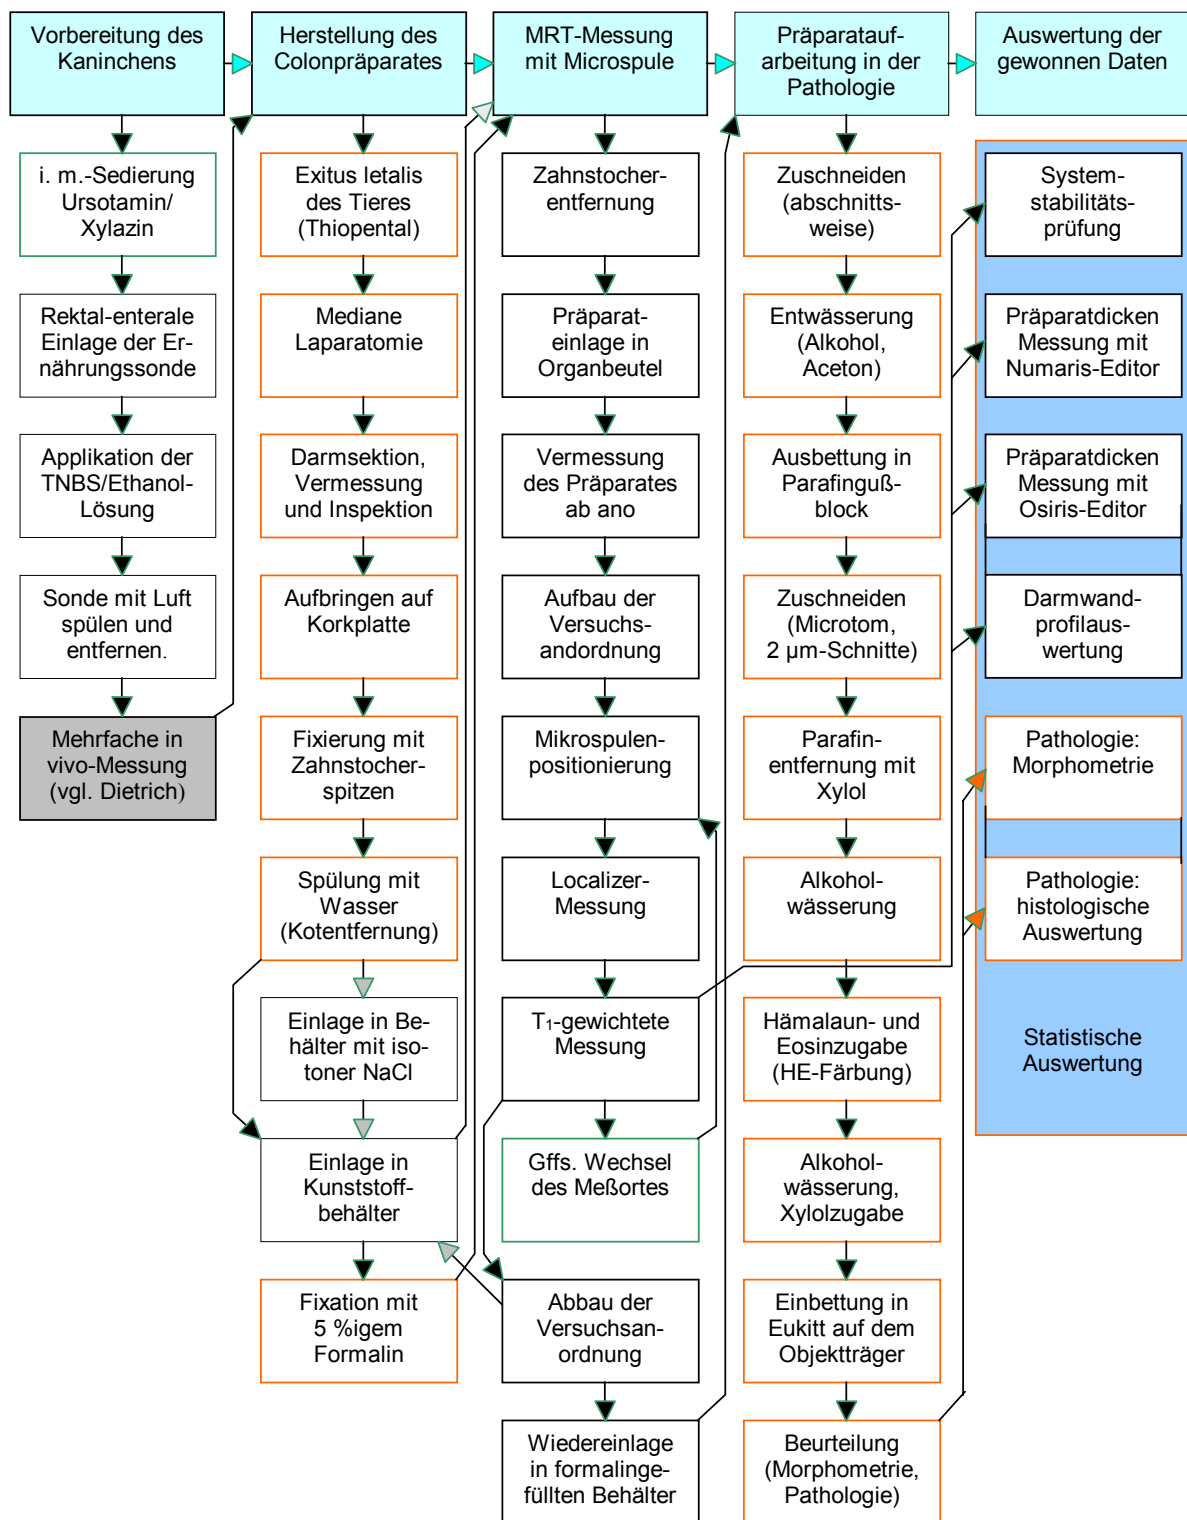 Vorbereitung des
Kaninchens
i. m.-Sedierung
Ursotamin/
Xylazin
Rektal-enterale
Einlage der Er-
nährungssonde
Applikation der
TNBS/Ethanol-
Lösung
Sonde mit Luft
spülen und
entfernen.
Mehrfache in
vivo-Messung
(vgl. Dietrich)
Herstellung des
Colonpräparates
Exitus letalis
des Tieres
(Thiopental)
Mediane
Laparatomie
Darmsektion,
Vermessung
und Inspektion
Aufbringen auf
Korkplatte
Fixierung mit
Zahnstocher-
spitzen
Spülung mit
Wasser
(Kotentfernung)
Einlage in Be-
hälter mit iso-
toner NaCl
Einlage in
Kunststoff-
behälter
Fixation mit
5 %igem
Formalin
MRT-Messung
mit Microspule
Zahnstocher-
entfernung
Präparat-
einlage in
Organbeutel
Vermessung
des Präparates
ab ano
Aufbau der
Versuchs-
andordnung
Mikrospulen-
positionierung
Localizer-
Messung
T₁-gewichtete
Messung
Gffs. Wechsel
des Meßortes
Abbau der
Versuchsan-
ordnung
Wiedereinlage
in formalinge-
füllten Behälter
Präparatauf-
arbeitung in der
Pathologie
Zuschneiden
(abschnitts-
weise)
Entwässerung
(Alkohol,
Aceton)
Ausbettung in
Parafinguß-
block
Zuschneiden
(Microtom,
2 µm-Schnitte)
Parafin-
entfernung mit
Xylol
Alkohol-
wässerung
Hämalaun- und
Eosinzugabe
(HE-Färbung)
Alkohol-
wässerung,
Xylolzugabe
Einbettung in
Eukitt auf dem
Objektträger
Beurteilung
(Morphometrie,
Pathologie)
Auswertung der
gewonnen Daten
System-
stabilitäts-
prüfung
Präparatdicken
Messung mit
Numaris-Editor
Präparatdicken
Messung mit
Osiris-Editor
Darmwand-
profilaus-
wertung
Pathologie:
Morphometrie
Pathologie:
histologische
Auswertung
Statistische
Auswertung